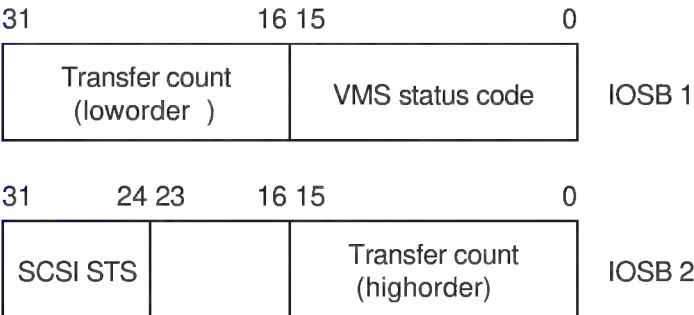 31 16 15 0
Transfer count
(loworder )
VMS status code
IOSB 1
31 24 23 16 15 0
SCSI STS
Transfer count
(highorder)
IOSB 2